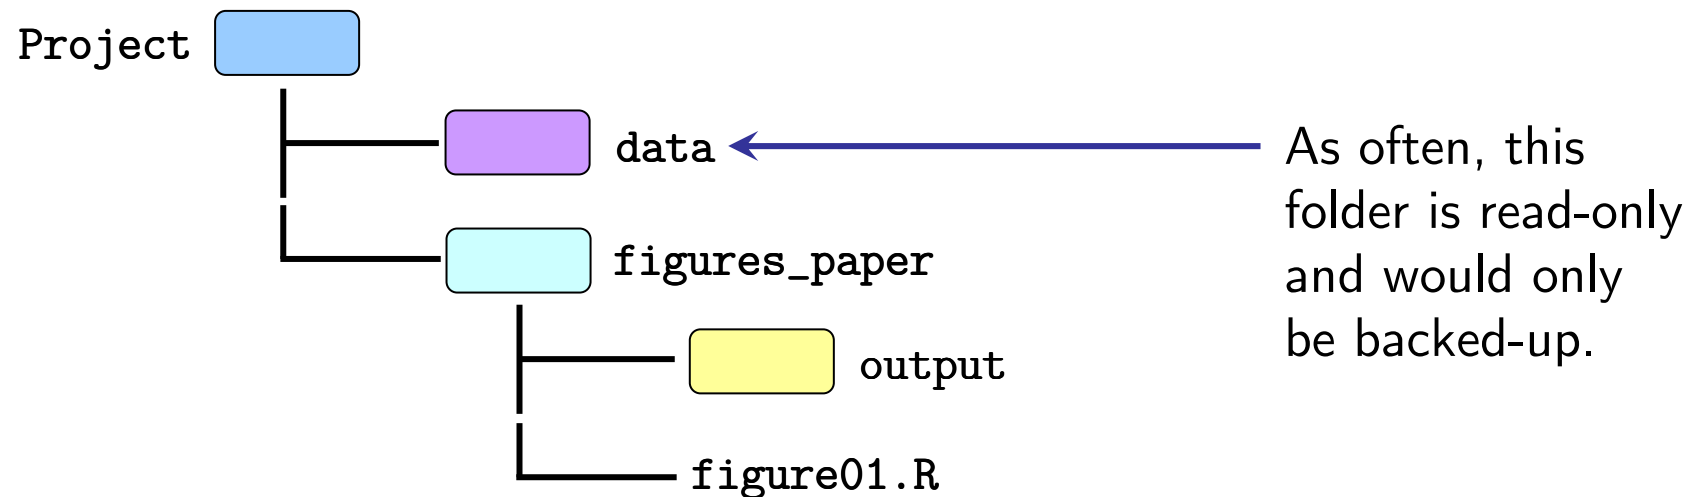 Project
data
As often, this
folder is read-only
and would only
be backed-up.
figures_paper
output
figure01.R